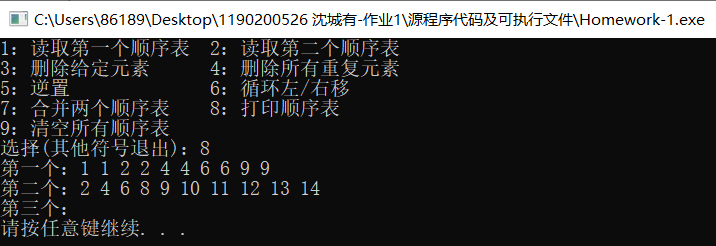 C:\Users\86189\Desktop\1190200526 沈城有-作业1\源程序代码及可执行文件\Homework-1.exe
1：读取第一个顺序表 2：读取第二个顺序表
3：删除给定元素 4：删除所有重复元素
5：逆置 6：循环左/右移
7：合并两个顺序表 8：打印顺序表
9：清空所有顺序表
选择(其他符号退出)：8
第一个：1 1 2 2 4 4 6 6 9 9
第二个：2 4 6 8 9 10 11 12 13 14
第三个：
请按任意键继续. . .